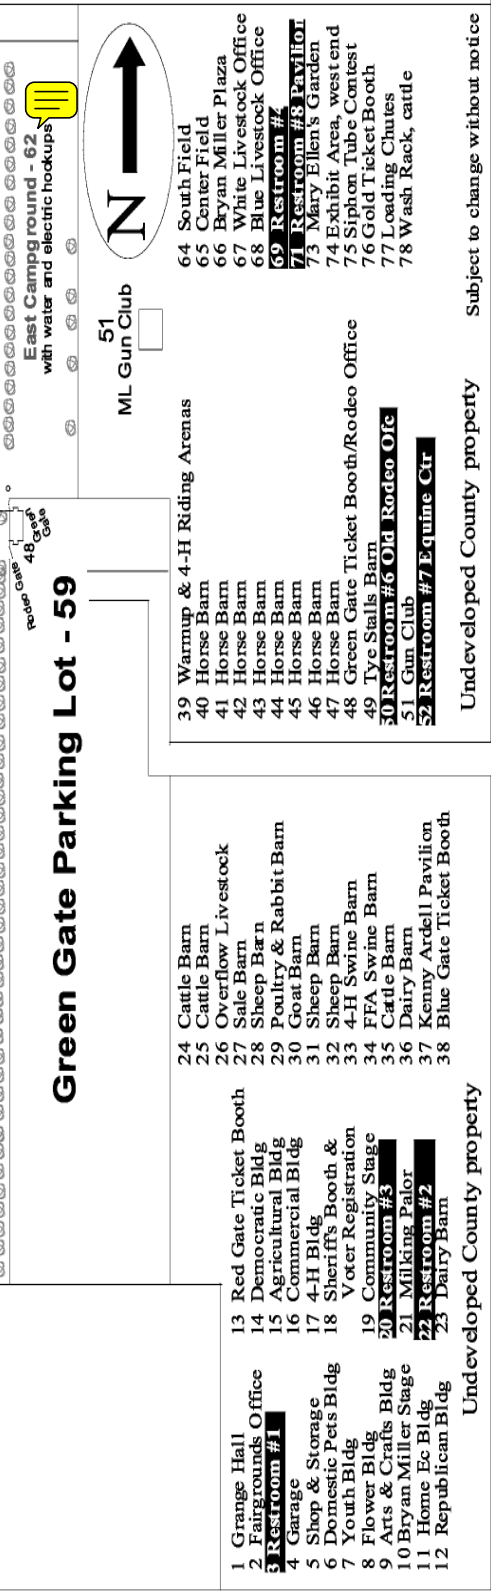 East Campground - 62
with water and electric hookups
N
51
ML Gun Club
48
Green
Gate
Rodeo Gate
Green Gate Parking Lot - 59
1 Grange Hall
2 Fairgrounds Office
3 Restroom #1
4 Garage
5 Shop & Storage
6 Domestic Pets Bldg
7 Youth Bldg
8 Flower Bldg
9 Arts & Crafts Bldg
10 Bryan Miller Stage
11 Home Ec Bldg
12 Republican Bldg
13 Red Gate Ticket Booth
14 Democratic Bldg
15 Agricultural Bldg
16 Commercial Bldg
17 4-H Bldg
18 Sheriff's Booth &
Voter Registration
19 Community Stage
20 Restroom #3
21 Milking Palor
22 Restroom #2
23 Dairy Barn
24 Cattle Barn
25 Cattle Barn
26 Overflow Livestock
27 Sale Barn
28 Sheep Barn
29 Poultry & Rabbit Barn
30 Goat Barn
31 Sheep Barn
32 Sheep Barn
33 4-H Swine Barn
34 FFA Swine Barn
35 Cattle Barn
36 Dairy Barn
37 Kenny Ardell Pavilion
38 Blue Gate Ticket Booth
39 Warmup & 4-H Riding Arenas
40 Horse Barn
41 Horse Barn
42 Horse Barn
43 Horse Barn
44 Horse Barn
45 Horse Barn
46 Horse Barn
47 Horse Barn
48 Green Gate Ticket Booth/Rodeo Office
49 Tye Stalls Barn
50 Restroom #6 Old Rodeo Ofc
51 Gun Club
52 Restroom #7 Equine Ctr
64 South Field
65 Center Field
66 Bryan Miller Plaza
67 White Livestock Office
68 Blue Livestock Office
69 Restroom #4
71 Restroom #8 Pavilion
73 Mary Ellen's Garden
74 Exhibit Area, west end
75 Siphon Tube Contest
76 Gold Ticket Booth
77 Loading Chutes
78 Wash Rack, cattle
Undeveloped County property
Undeveloped County property
Subject to change without notice